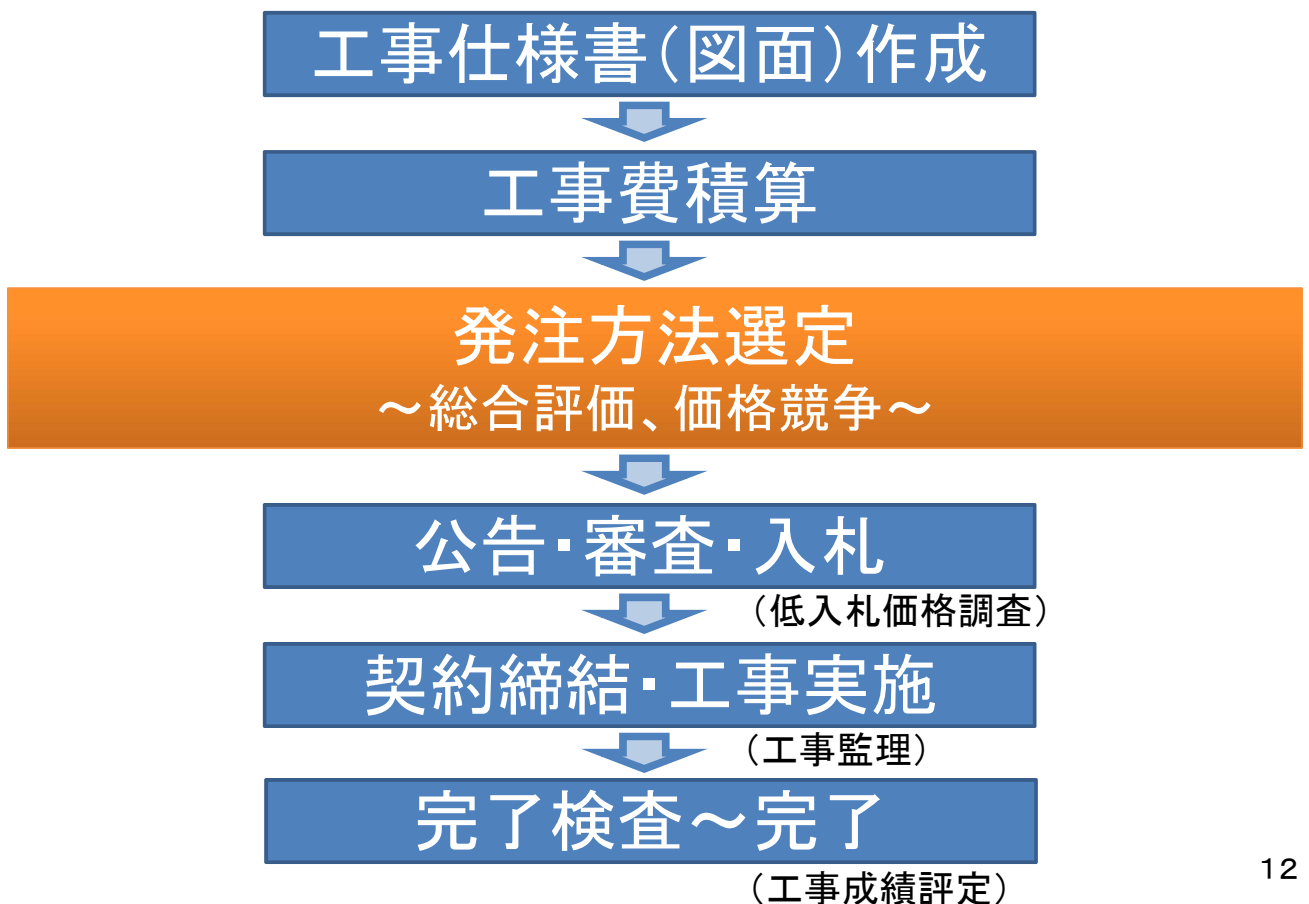 工事仕様書(図面)作成
工事費積算
発注方法選定
～総合評価、価格競争～
公告・審査・入札
(低入札価格調査)
契約締結・工事実施
(工事監理)
完了検査～完了
(工事成績評定)
12